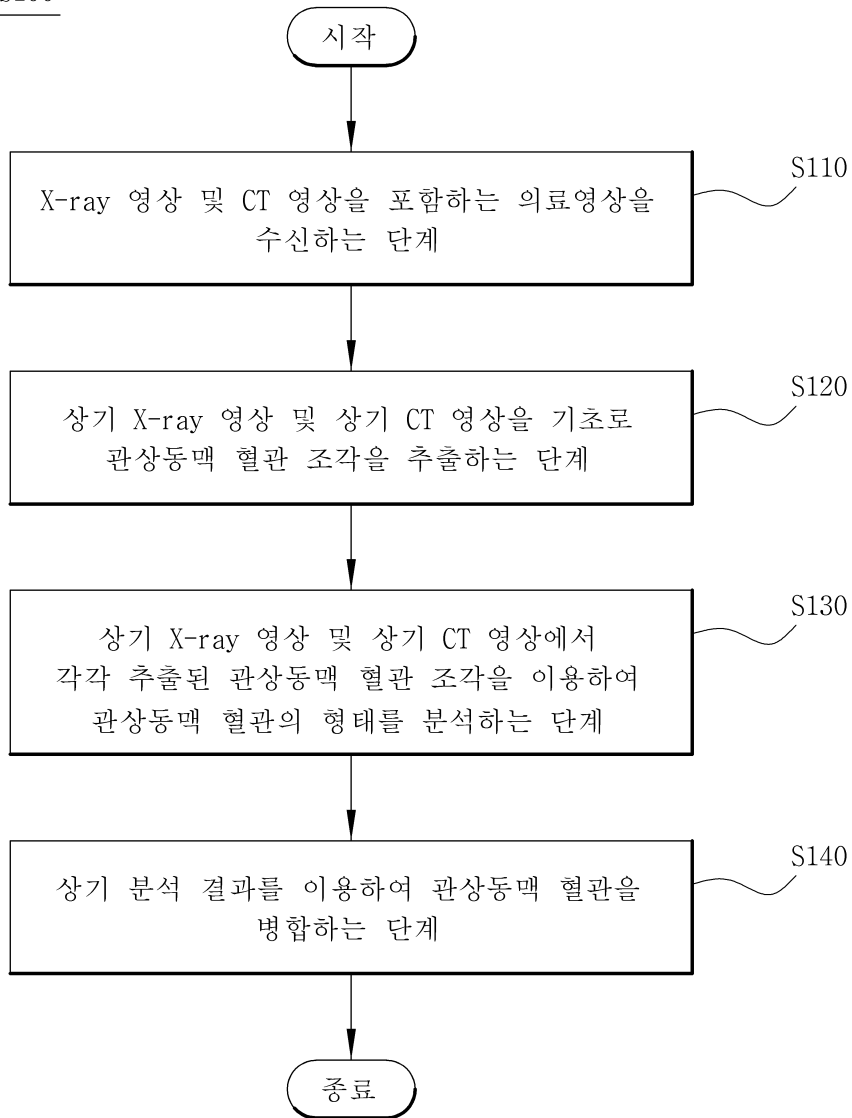 시작
X-ray 영상 및 CT 영상을 포함하는 의료영상을
수신하는 단계
S110
상기 X-ray 영상 및 상기 CT 영상을 기초로
관상동맥 혈관 조각을 추출하는 단계
S120
상기 X-ray 영상 및 상기 CT 영상에서
각각 추출된 관상동맥 혈관 조각을 이용하여
관상동맥 혈관의 형태를 분석하는 단계
S130
상기 분석 결과를 이용하여 관상동맥 혈관을
병합하는 단계
S140
종료